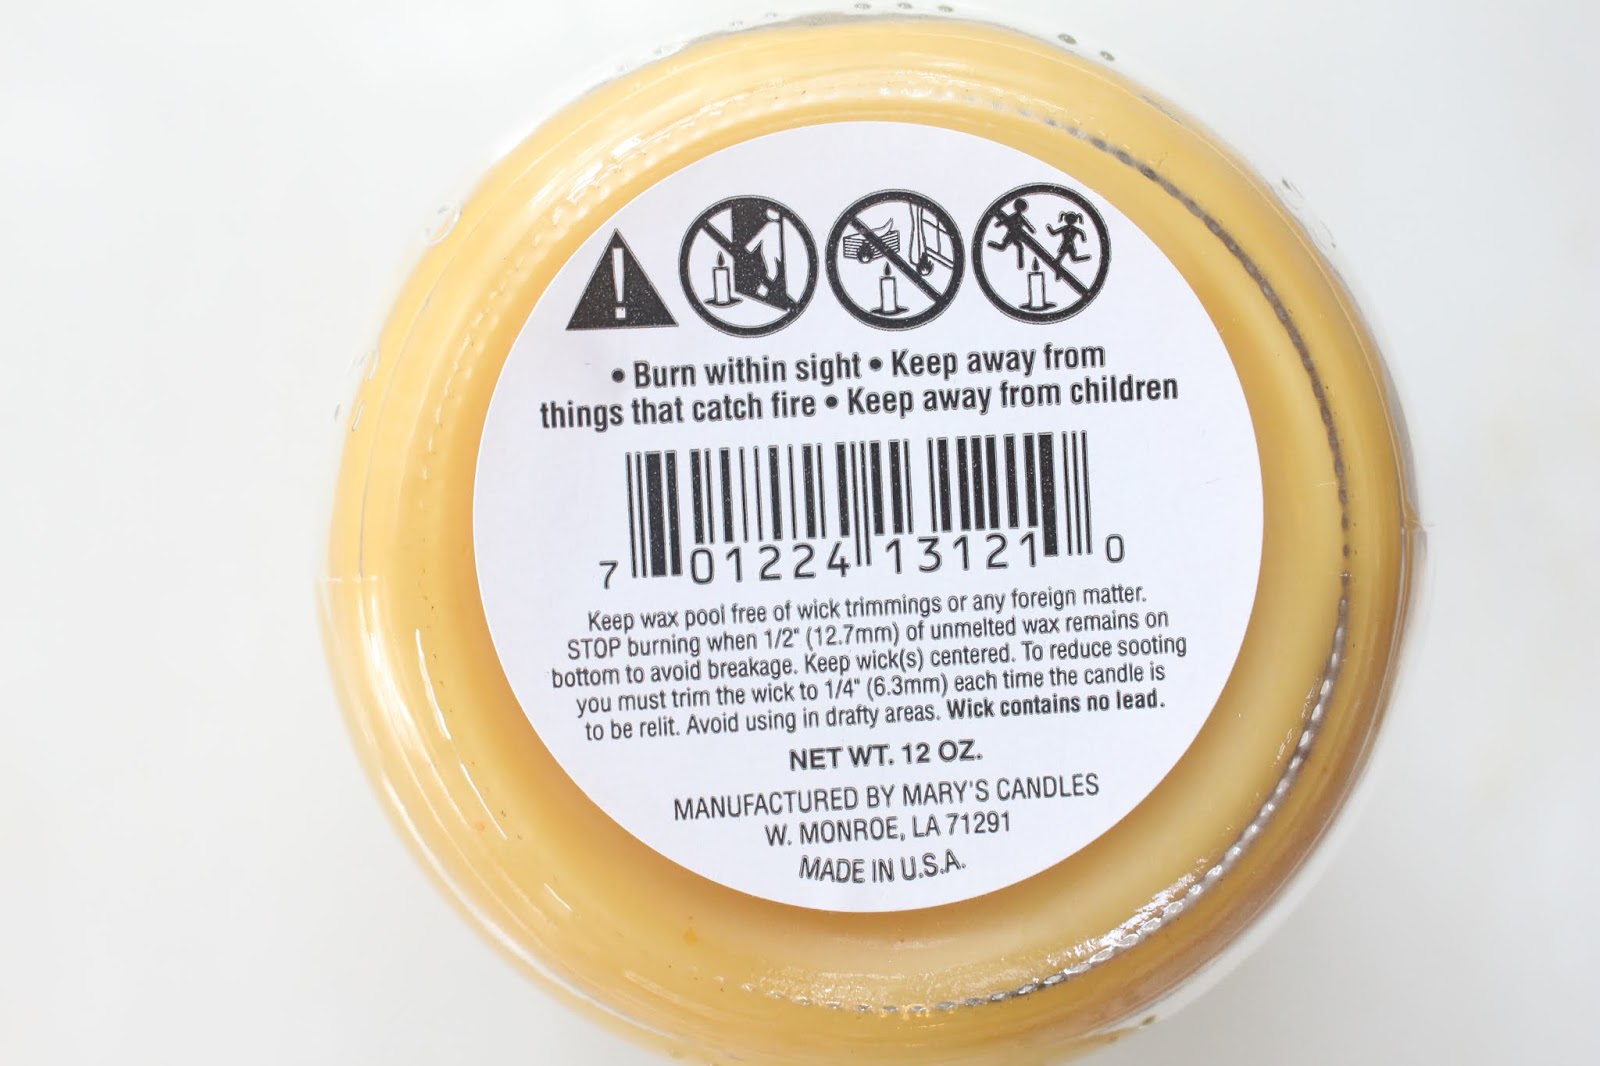 • Burn within sight • Keep away from
things that catch fire • Keep away from children
7 01224 13121 0
Keep wax pool free of wick trimmings or any foreign matter.
STOP burning when 1/2" (12.7mm) of unmelted wax remains on
bottom to avoid breakage. Keep wick(s) centered. To reduce sooting
you must trim the wick to 1/4" (6.3mm) each time the candle is
to be relit. Avoid using in drafty areas. Wick contains no lead.
NET WT. 12 OZ.
MANUFACTURED BY MARY'S CANDLES
W. MONROE, LA 71291
MADE IN U.S.A.